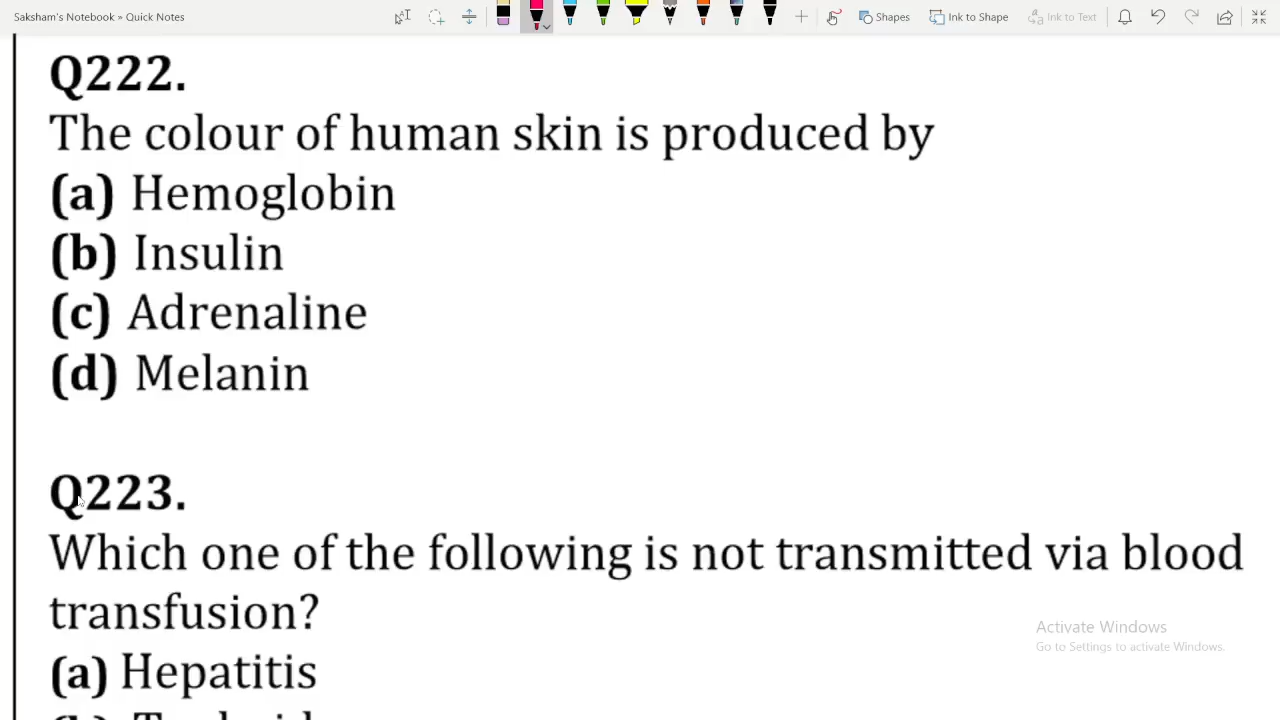 Saksham's Notebook » Quick Notes
Shapes
Ink to Shape
Ink to Text
Q222.
The colour of human skin is produced by
(a) Hemoglobin
(b) Insulin
(c) Adrenaline
(d) Melanin
Q223.
Which one of the following is not transmitted via blood
transfusion?
Activate Windows
Go to Settings to activate Windows.
(a) Hepatitis